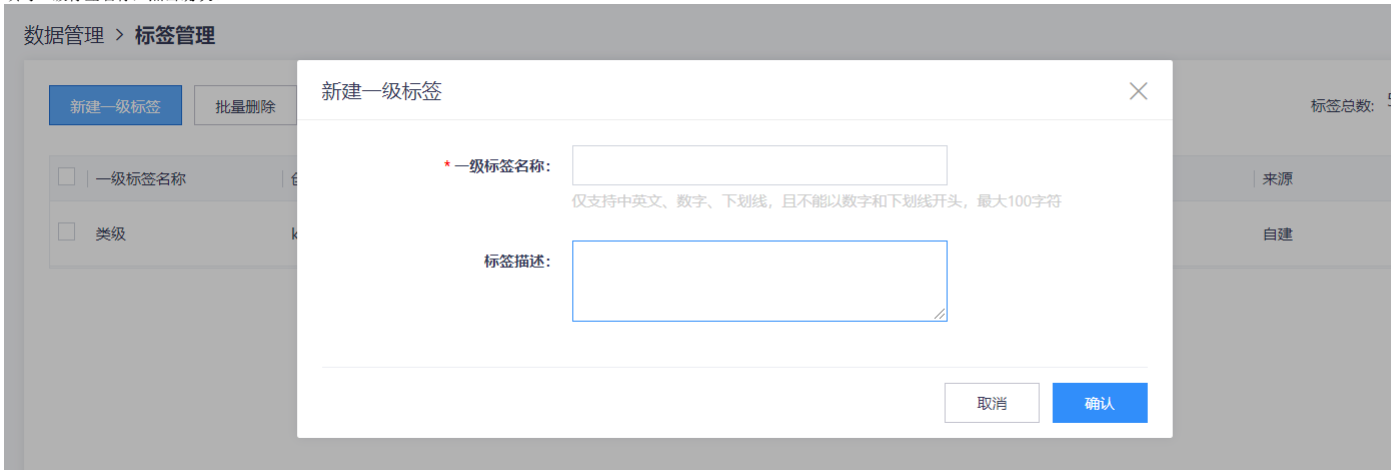 数据管理 > 标签管理
新建一级标签
批量删除
标签总数:
一级标签名称
来源
类级
自建
新建一级标签
* 一级标签名称：
仅支持中英文、数字、下划线，且不能以数字和下划线开头，最大100字符
标签描述：
取消
确认